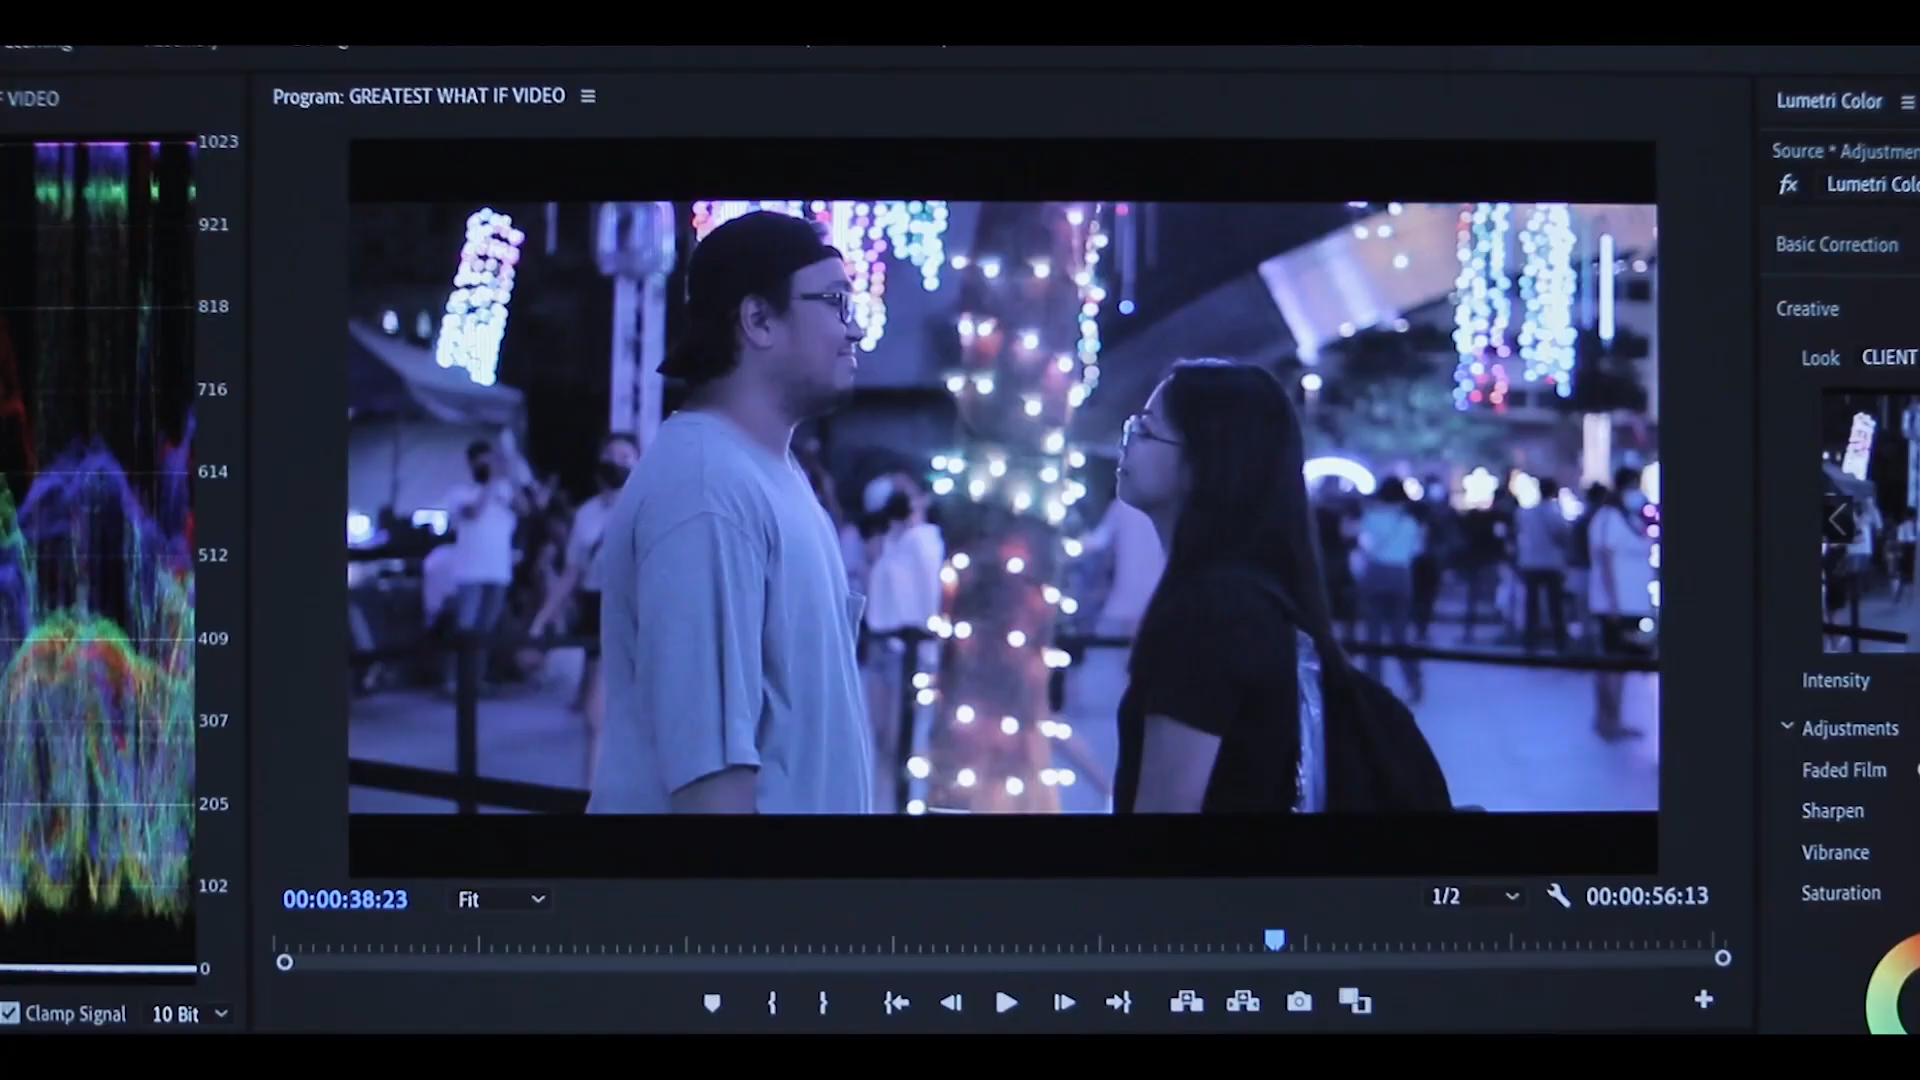 VIDEO
Program: GREATEST WHAT IF VIDEO
Lumetri Color
1023
921
818
716
614
512
409
307
205
102
0
Source * Adjustmen
fx Lumetri Colo
Basic Correction
Creative
Look CLIENT
Intensity
Adjustments
Faded Film
Sharpen
Vibrance
Saturation
00:00:38:23
Fit
1/2
00:00:56:13
Clamp Signal
10 Bit